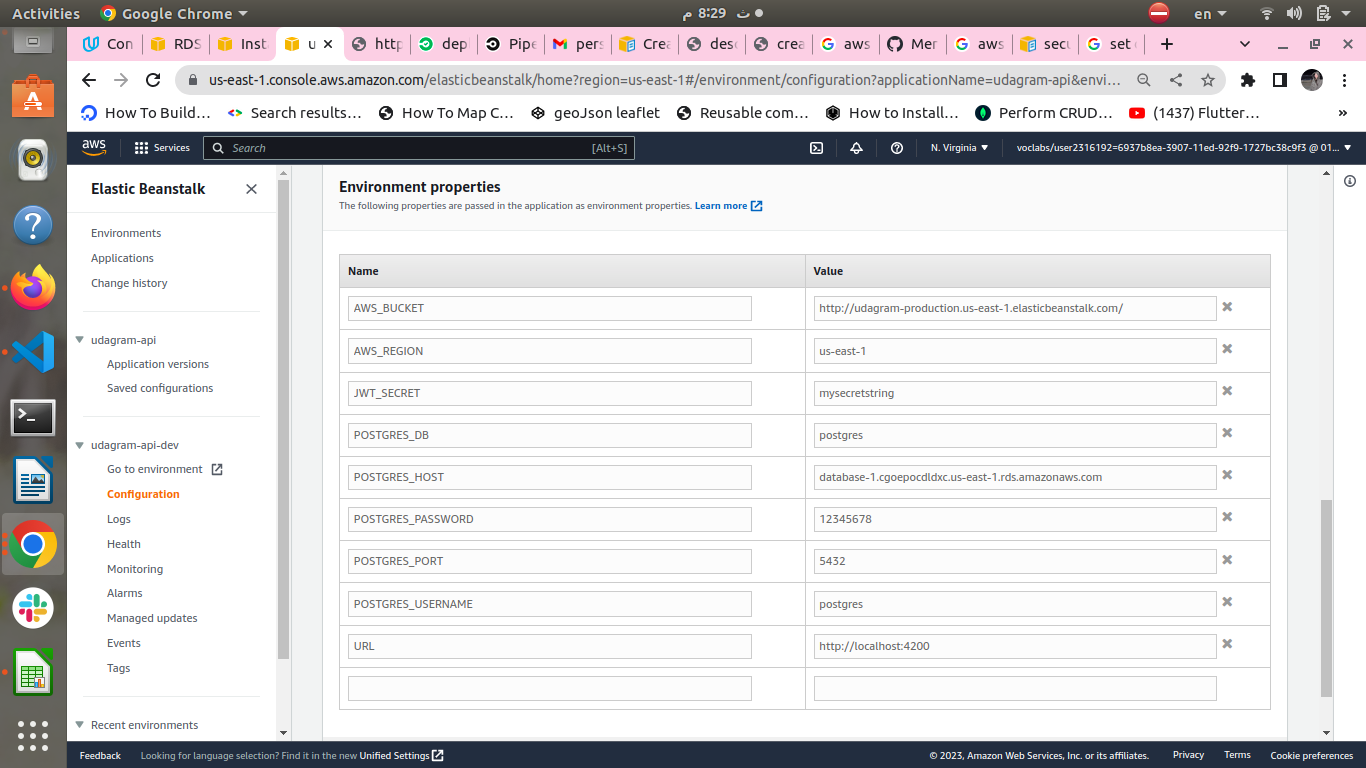 Activities Google Chrome م 8:29 ث en
Con RDS Inst u http dep Pipe pers Crea desc crea aws Mer aws secu set
us-east-1.console.aws.amazon.com/elasticbeanstalk/home?region=us-east-1#/environment/configuration?applicationName=udagram-api&envi...
How To Build... Search results... How To Map C... geoJson leaflet Reusable com... How to Install... Perform CRUD... (1437) Flutter... »
aws Services Search [Alt+S] N. Virginia voclabs/user2316192=6937b8ea-3907-11ed-92f9-1727bc38c9f3 @ 01...
Elastic Beanstalk
Environments
Applications
Change history
udagram-api
Application versions
Saved configurations
udagram-api-dev
Go to environment
Configuration
Logs
Health
Monitoring
Alarms
Managed updates
Events
Tags
Recent environments
Environment properties
The following properties are passed in the application as environment properties. Learn more
Name Value
AWS_BUCKET http://udagram-production.us-east-1.elasticbeanstalk.com/
AWS_REGION us-east-1
JWT_SECRET mysecretstring
POSTGRES_DB postgres
POSTGRES_HOST database-1.cgoepocdldxc.us-east-1.rds.amazonaws.com
POSTGRES_PASSWORD 12345678
POSTGRES_PORT 5432
POSTGRES_USERNAME postgres
URL http://localhost:4200
Feedback Looking for language selection? Find it in the new Unified Settings © 2023, Amazon Web Services, Inc. or its affiliates. Privacy Terms Cookie preferences